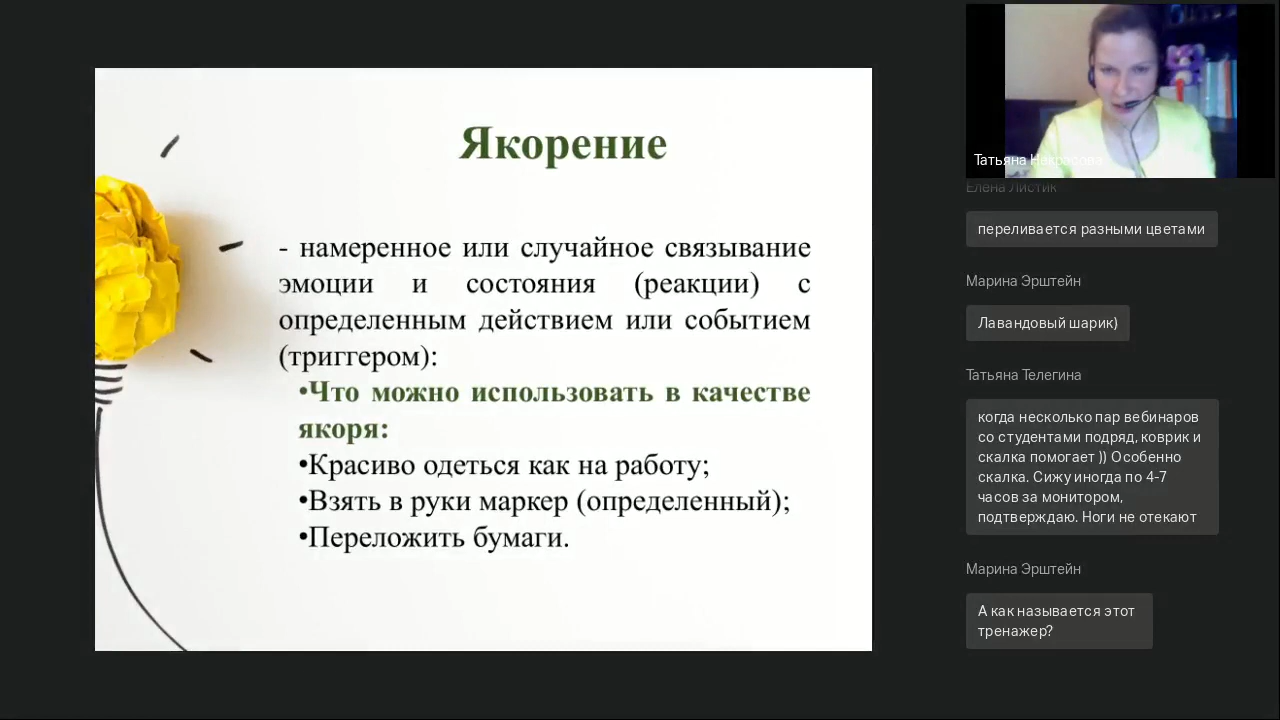 Якорение
- намеренное или случайное связывание
эмоции и состояния (реакции) с
определенным действием или событием
(триггером):
•Что можно использовать в качестве
якоря:
•Красиво одеться как на работу;
•Взять в руки маркер (определенный);
•Переложить бумаги.
Татьяна Некрасова
Елена Листик
переливается разными цветами
Марина Эрштейн
Лавандовый шарик)
Татьяна Телегина
когда несколько пар вебинаров
со студентами подряд, коврик и
скалка помогает )) Особенно
скалка. Сижу иногда по 4-7
часов за монитором,
подтверждаю. Ноги не отекают
Марина Эрштейн
А как называется этот
тренажер?